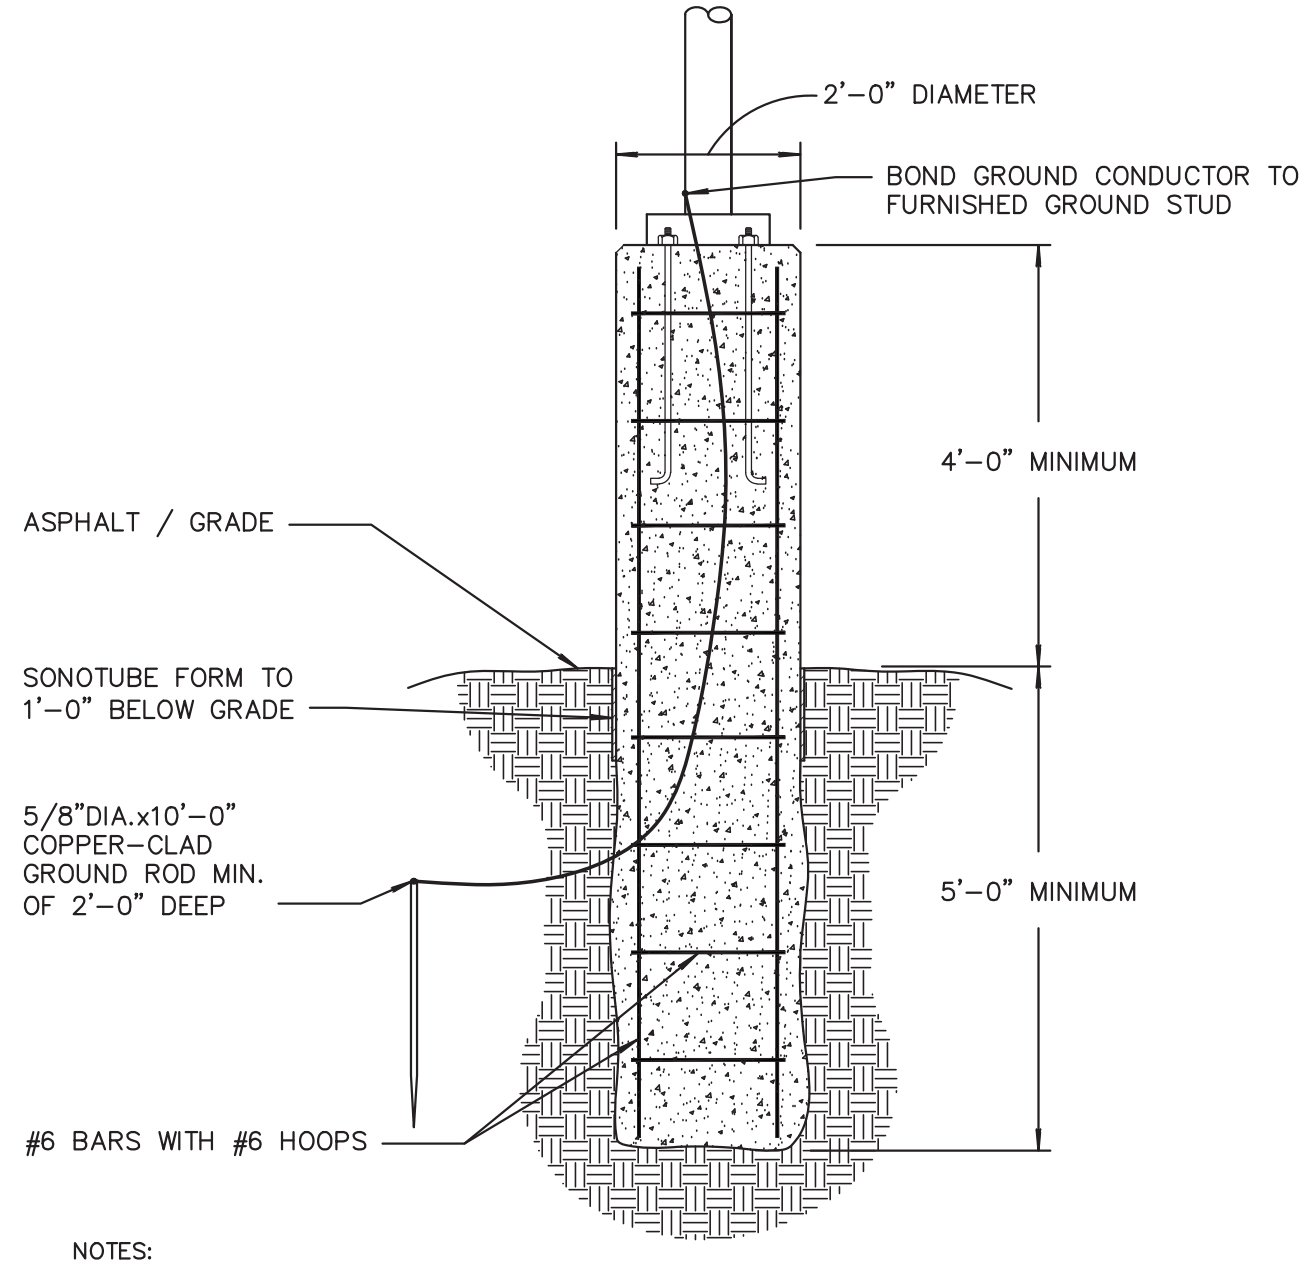 2'-0" DIAMETER
BOND GROUND CONDUCTOR TO
FURNISHED GROUND STUD
4'-0" MINIMUM
ASPHALT / GRADE
SONOTUBE FORM TO
1'-0" BELOW GRADE
5/8"DIA.x10'-0"
COPPER-CLAD
GROUND ROD MIN.
OF 2'-0" DEEP
5'-0" MINIMUM
#6 BARS WITH #6 HOOPS
NOTES: